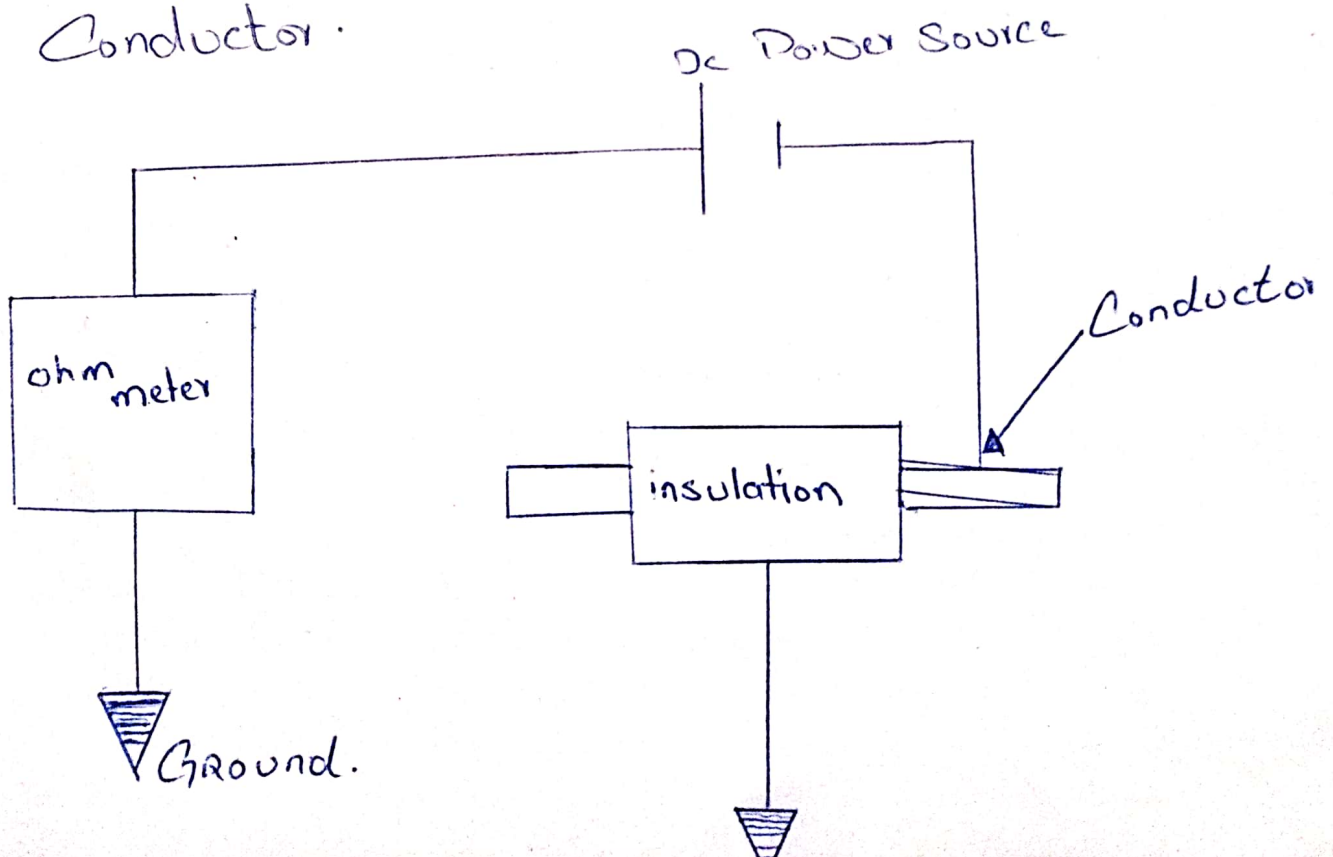 Conductor.
Dc Power Source
Conductor
ohm
meter
insulation
Ground.